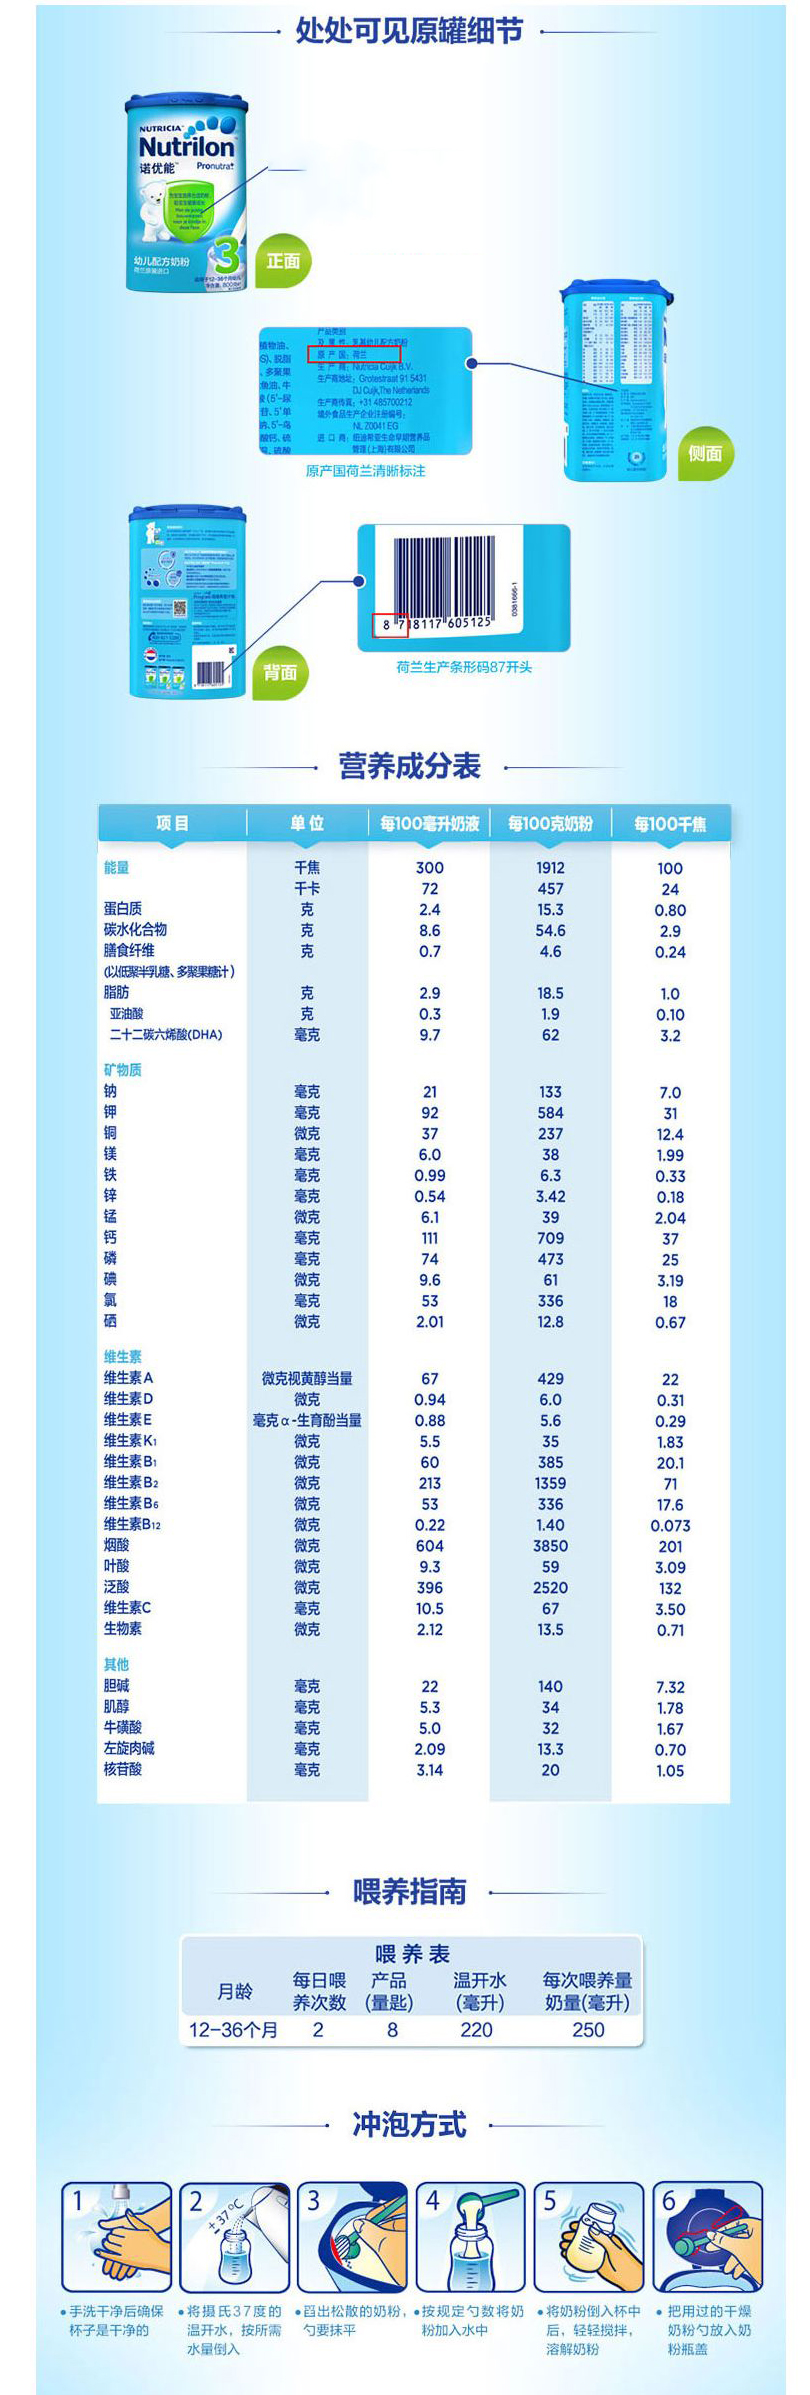 处处可见原罐细节
NUTRICIA
Nutrilon
诺优能™ Pronutra+
3
幼儿配方奶粉
荷兰原装进口
正面
产品类别
及属性：乳基幼儿配方奶粉
原产国：荷兰
生产商：Nutricia Cuijk B.V.
生产商地址：Grotestraat 91 5431
DJ Cuijk,The Netherlands
生产商传真：+31 485700212
境外食品生产企业注册编号：
NL Z0041 EG
进口商：纽迪希亚生命早期营养品
管理(上海)有限公司
植物油、
脱脂
多聚果
鱼油、牛
原产国荷兰清晰标注
侧面
8 718117 605125
0381666-1
荷兰生产条形码87开头
背面
营养成分表
项目 单位 每100毫升奶液 每100克奶粉 每100千焦
能量 千焦 300 1912 100
千卡 72 457 24
蛋白质 克 2.4 15.3 0.80
碳水化合物 克 8.6 54.6 2.9
膳食纤维 克 0.7 4.6 0.24
(以低聚半乳糖、多聚果糖计)
脂肪 克 2.9 18.5 1.0
亚油酸 克 0.3 1.9 0.10
二十二碳六烯酸(DHA) 毫克 9.7 62 3.2
矿物质
钠 毫克 21 133 7.0
钾 毫克 92 584 31
铜 微克 37 237 12.4
镁 毫克 6.0 38 1.99
铁 毫克 0.99 6.3 0.33
锌 毫克 0.54 3.42 0.18
锰 微克 6.1 39 2.04
钙 毫克 111 709 37
磷 毫克 74 473 25
碘 微克 9.6 61 3.19
氯 毫克 53 336 18
硒 微克 2.01 12.8 0.67
维生素
维生素A 微克视黄醇当量 67 429 22
维生素D 微克 0.94 6.0 0.31
维生素E 毫克α-生育酚当量 0.88 5.6 0.29
维生素K1 微克 5.5 35 1.83
维生素B1 微克 60 385 20.1
维生素B2 微克 213 1359 71
维生素B6 微克 53 336 17.6
维生素B12 微克 0.22 1.40 0.073
烟酸 微克 604 3850 201
叶酸 微克 9.3 59 3.09
泛酸 微克 396 2520 132
维生素C 毫克 10.5 67 3.50
生物素 微克 2.12 13.5 0.71
其他
胆碱 毫克 22 140 7.32
肌醇 毫克 5.3 34 1.78
牛磺酸 毫克 5.0 32 1.67
左旋肉碱 毫克 2.09 13.3 0.70
核苷酸 毫克 3.14 20 1.05
喂养指南
喂养表
月龄 每日喂养次数 产品(量匙) 温开水(毫升) 每次喂养量奶量(毫升)
12-36个月 2 8 220 250
冲泡方式
1
2
±37℃
3
4
5
6
•手洗干净后确保
杯子是干净的
•将摄氏37度的
温开水，按所需
水量倒入
•舀出松散的奶粉，
勺要抹平
•按规定勺数将奶
粉加入水中
•将奶粉倒入杯中
后，轻轻搅拌，
溶解奶粉
•把用过的干燥
奶粉勺放入奶
粉瓶盖